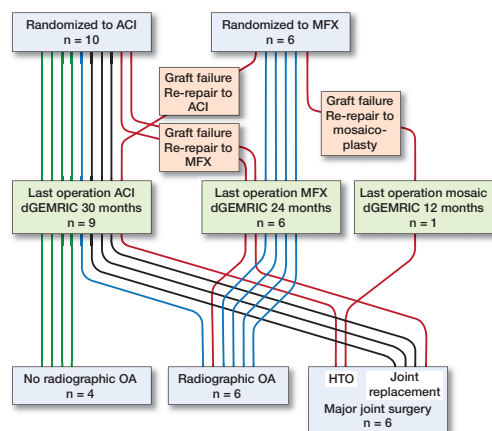 Randomized to ACI
n = 10
Randomized to MFX
n = 6
Graft failure
Re-repair to
ACI
Graft failure
Re-repair to
mosaico-
plasty
Graft failure
Re-repair to
MFX
Last operation ACI
dGEMRIC 30 months
n = 9
Last operation MFX
dGEMRIC 24 months
n = 6
Last operation mosaic
dGEMRIC 12 months
n = 1
No radiographic OA
n = 4
Radiographic OA
n = 6
HTO
Joint
replacement
Major joint surgery
n = 6